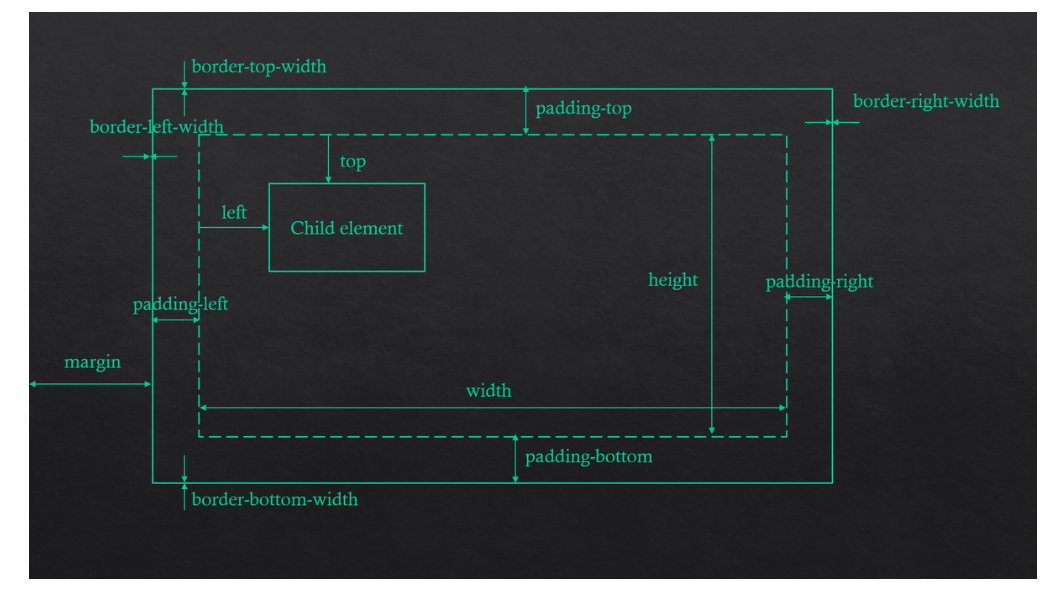 border-top-width
padding-top
border-right-width
border-left-width
top
left
Child element
height
padding-right
padding-left
margin
width
padding-bottom
border-bottom-width